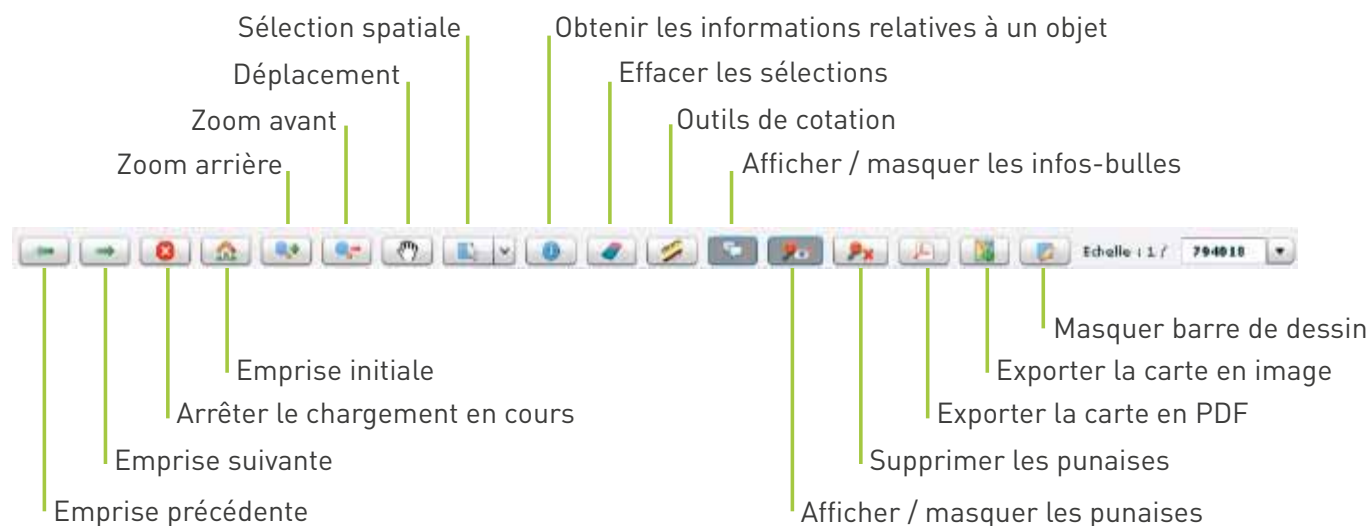 Sélection spatiale
Obtenir les informations relatives à un objet
Déplacement
Effacer les sélections
Zoom avant
Outils de cotation
Zoom arrière
Afficher / masquer les infos-bulles
Echelle : 1 / 794018
Masquer barre de dessin
Emprise initiale
Exporter la carte en image
Arrêter le chargement en cours
Exporter la carte en PDF
Emprise suivante
Supprimer les punaises
Emprise précédente
Afficher / masquer les punaises